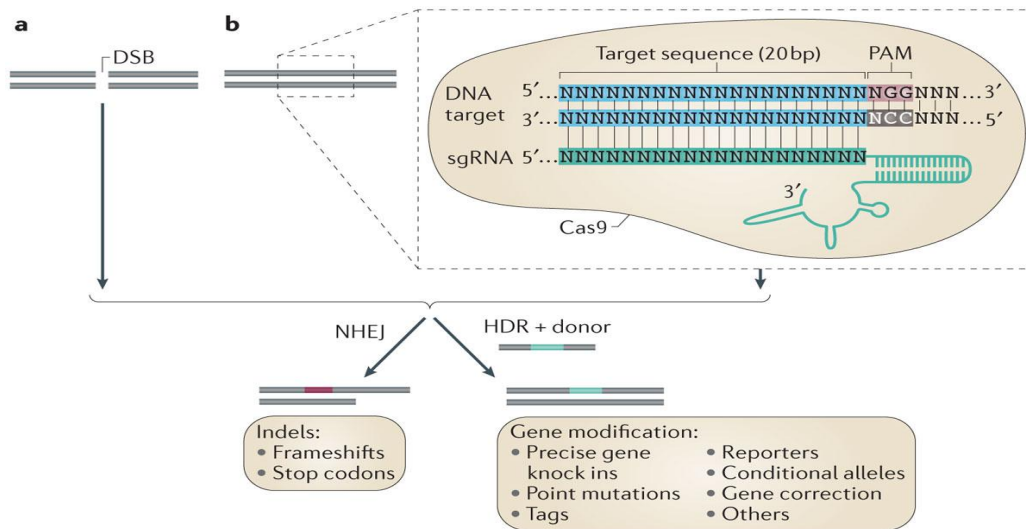 a
DSB
b
Target sequence (20 bp)
PAM
DNA target
5′...NNNNNNNNNNNNNNNNNNNNNGGNNN...3′
3′...NNNNNNNNNNNNNNNNNNNNNCCNNN...5′
sgRNA 5′...NNNNNNNNNNNNNNNNNNNN
3′
Cas9
NHEJ
HDR + donor
Indels:
• Frameshifts
• Stop codons
Gene modification:
• Precise gene
knock ins
• Point mutations
• Tags
• Reporters
• Conditional alleles
• Gene correction
• Others